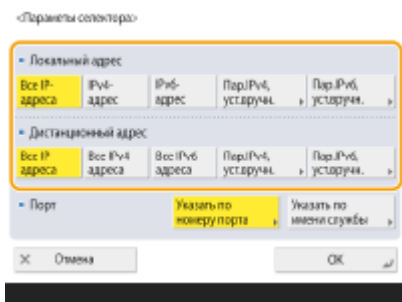 <Параметы селектора>
Локальный адрес
Все IP-
адреса
IPv4-
адрес
IPv6-
адрес
Пар.IPv4,
уст.вручн.
Пар.IPv6,
уст.вручн.
Дистанционный адрес
Все IP
адреса
Все IPv4
адреса
Все IPv6
адреса
Пар.IPv4,
уст.вручн.
Пар.IPv6,
уст.вручн.
Порт
Указать по
номеру порта
Указать по
имени службы
Отмена
OK